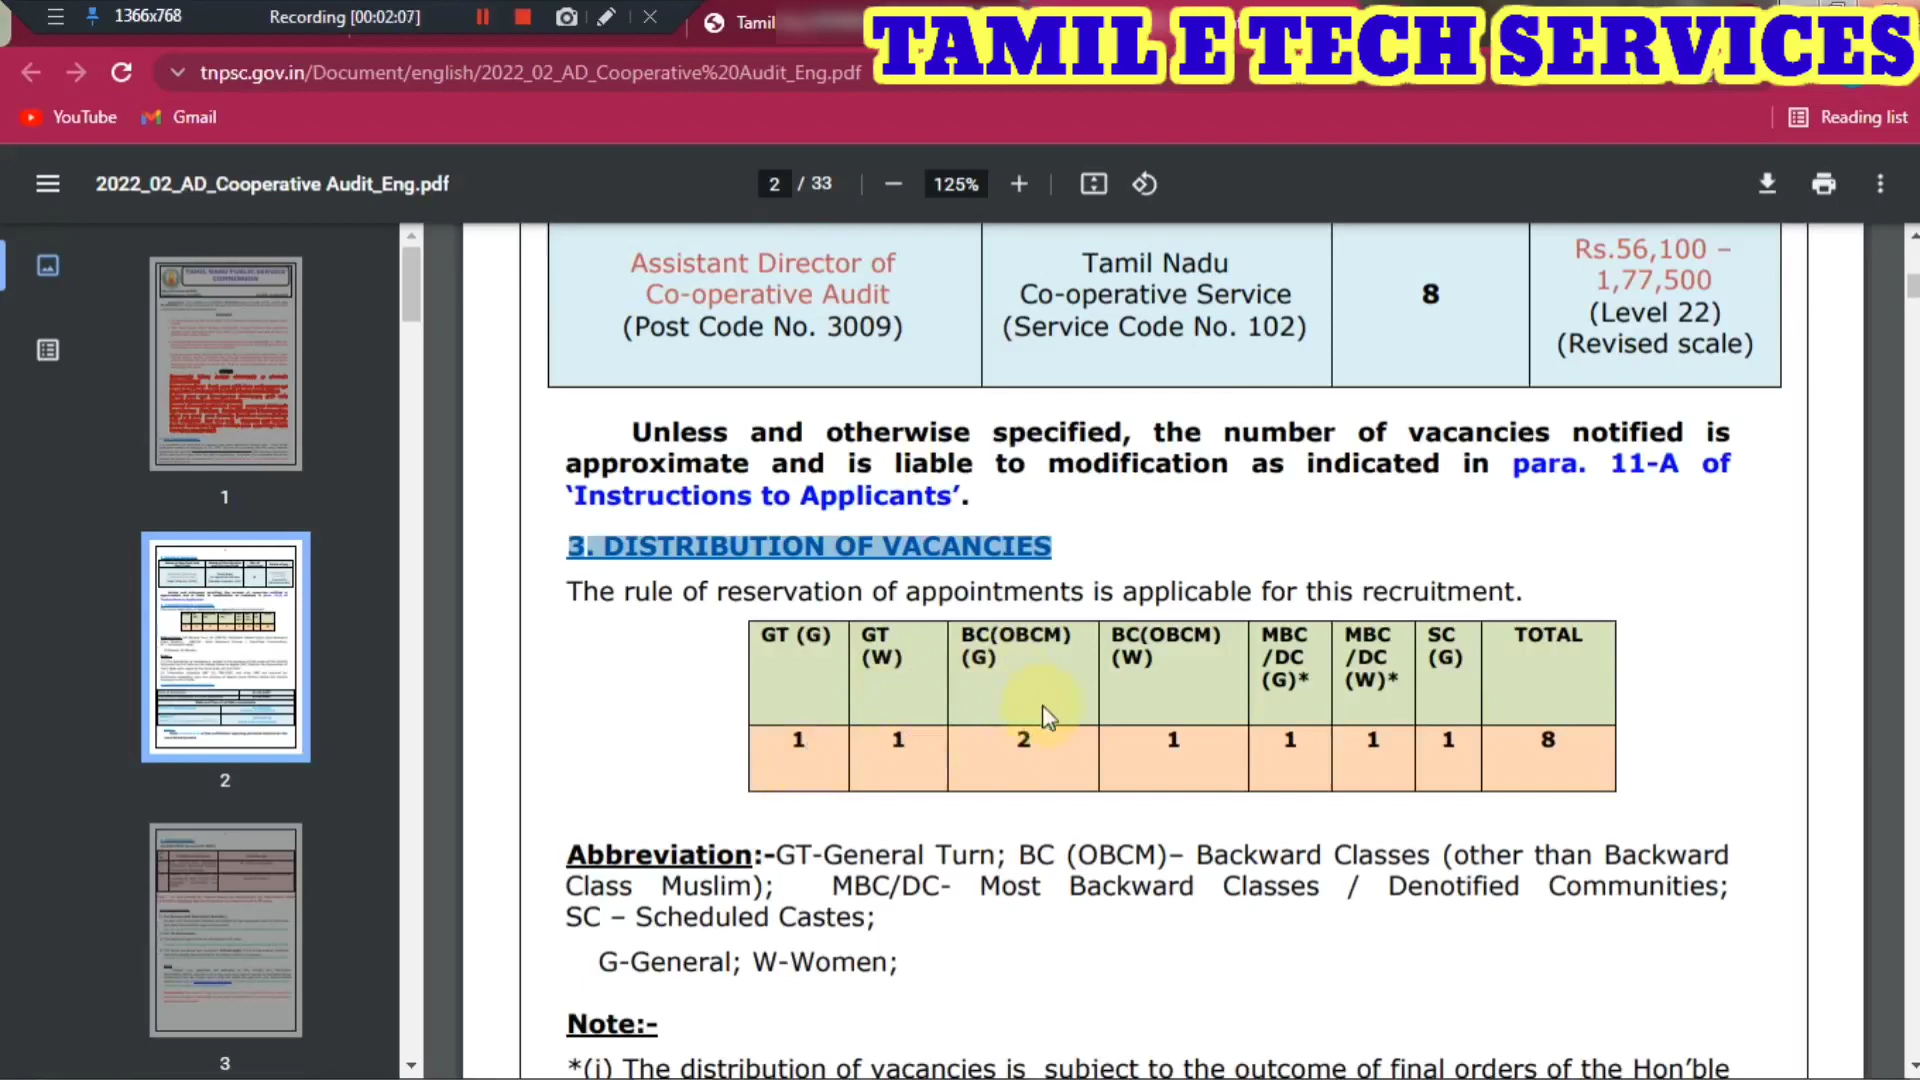 1366x768
Recording [00:02:07]
Tamil
TAMIL E TECH SERVICES
tnpsc.gov.in/Document/english/2022_02_AD_Cooperative%20Audit_Eng.pdf
YouTube
Gmail
Reading list
2022_02_AD_Cooperative Audit_Eng.pdf
2 / 33
125%
1
2
3
Assistant Director of
Co-operative Audit
(Post Code No. 3009)
Tamil Nadu
Co-operative Service
(Service Code No. 102)
8
Rs.56,100 –
1,77,500
(Level 22)
(Revised scale)
Unless and otherwise specified, the number of vacancies notified is
approximate and is liable to modification as indicated in para. 11-A of
‘Instructions to Applicants’.
3. DISTRIBUTION OF VACANCIES
The rule of reservation of appointments is applicable for this recruitment.
GT (G)
GT
(W)
BC(OBCM)
(G)
BC(OBCM)
(W)
MBC
/DC
(G)*
MBC
/DC
(W)*
SC
(G)
TOTAL
1 1 2 1 1 1 1 8
Abbreviation:-GT-General Turn; BC (OBCM)– Backward Classes (other than Backward
Class Muslim); MBC/DC- Most Backward Classes / Denotified Communities;
SC – Scheduled Castes;
G-General; W-Women;
Note:-
*(i) The distribution of vacancies is subject to the outcome of final orders of the Hon’ble